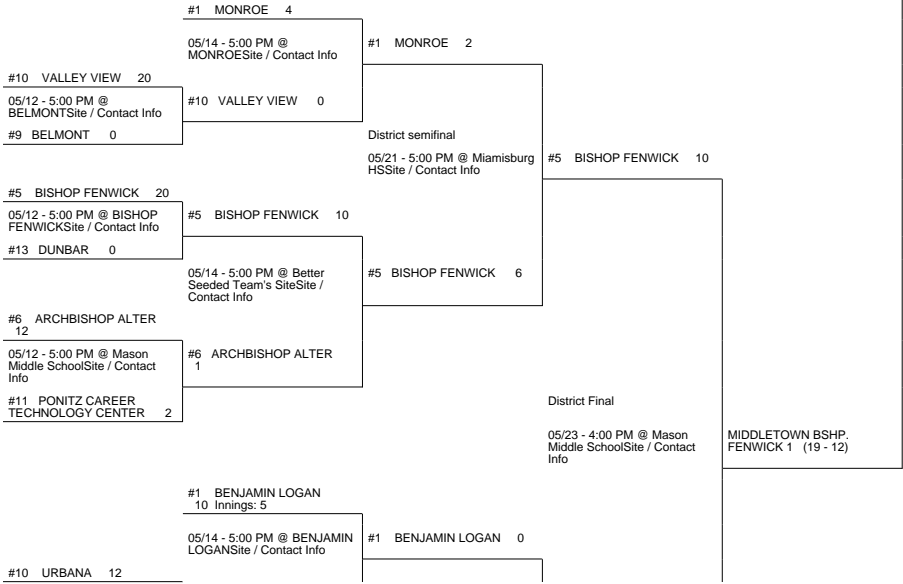 #1 MONROE 4
05/14 - 5:00 PM @
MONROESite / Contact Info
#1 MONROE 2
#10 VALLEY VIEW 20
05/12 - 5:00 PM @
BELMONTSite / Contact Info
#10 VALLEY VIEW 0
#9 BELMONT 0
District semifinal
05/21 - 5:00 PM @ Miamisburg
HSSite / Contact Info
#5 BISHOP FENWICK 10
#5 BISHOP FENWICK 20
05/12 - 5:00 PM @ BISHOP
FENWICKSite / Contact Info
#5 BISHOP FENWICK 10
#13 DUNBAR 0
05/14 - 5:00 PM @ Better
Seeded Team's SiteSite /
Contact Info
#5 BISHOP FENWICK 6
#6 ARCHBISHOP ALTER
12
05/12 - 5:00 PM @ Mason
Middle SchoolSite / Contact
Info
#6 ARCHBISHOP ALTER
1
#11 PONITZ CAREER
TECHNOLOGY CENTER 2
District Final
05/23 - 4:00 PM @ Mason
Middle SchoolSite / Contact
Info
MIDDLETOWN BSHP.
FENWICK 1 (19 - 12)
#1 BENJAMIN LOGAN
10 Innings: 5
05/14 - 5:00 PM @ BENJAMIN
LOGANSite / Contact Info
#1 BENJAMIN LOGAN 0
#10 URBANA 12